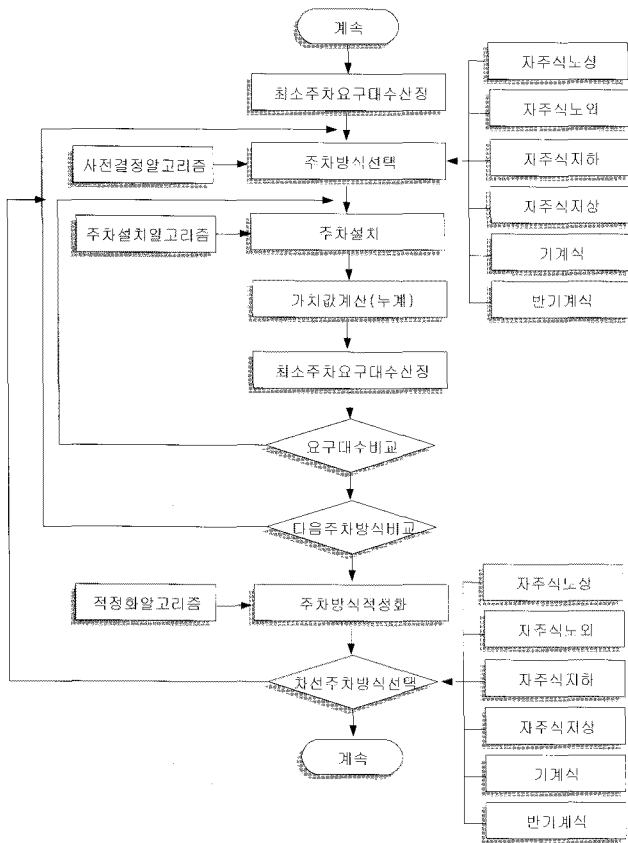 계속
최소주차요구대수산정
사전결정알고리즘
주차방식선택
자주식노상
자주식노외
자주식지하
자주식지상
기계식
반기계식
주차설치알고리즘
주차설치
가치값계산(누계)
최소주차요구대수산정
요구대수비교
다음주차방식비교
적정화알고리즘
주차방식적성화
차선주차방식선택
자주식노상
자주식노외
자주식지하
자주식지상
기계식
반기계식
계속